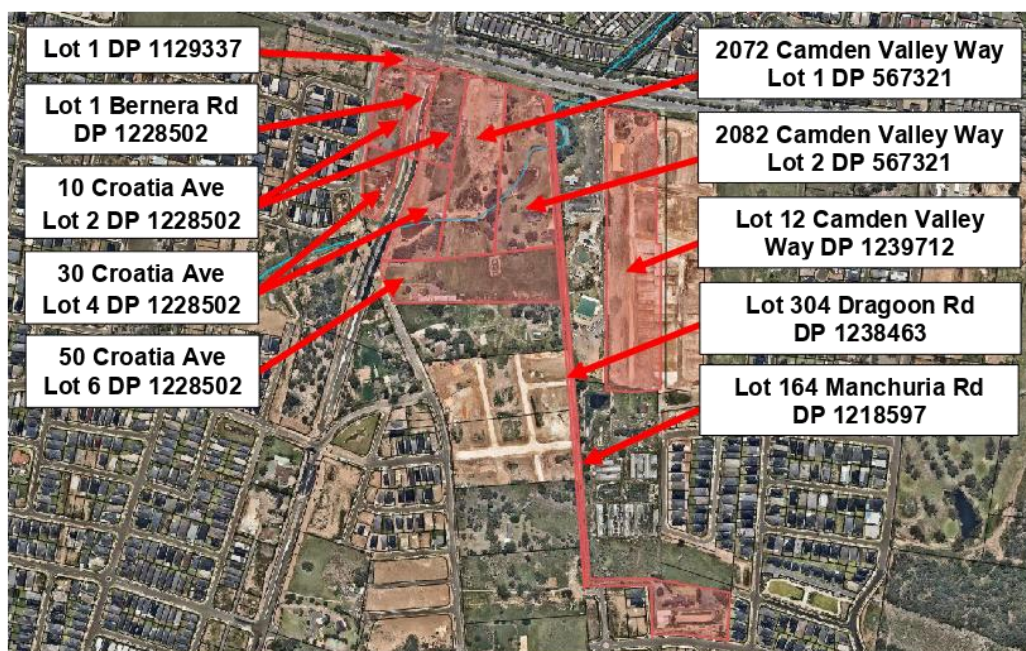 Lot 1 DP 1129337
Lot 1 Bernera Rd
DP 1228502
10 Croatia Ave
Lot 2 DP 1228502
30 Croatia Ave
Lot 4 DP 1228502
50 Croatia Ave
Lot 6 DP 1228502
2072 Camden Valley Way
Lot 1 DP 567321
2082 Camden Valley Way
Lot 2 DP 567321
Lot 12 Camden Valley
Way DP 1239712
Lot 304 Dragoon Rd
DP 1238463
Lot 164 Manchuria Rd
DP 1218597